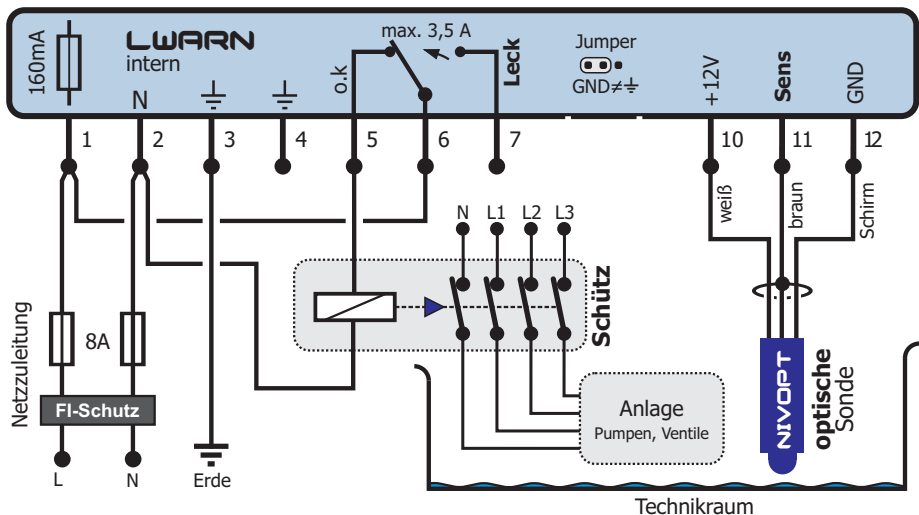 160mA
LWARN
intern
N
o.k
max. 3,5 A
Leck
Jumper
GND≠⏚
+12V
Sens
GND
1
2
3
4
5
6
7
10
11
12
weiß
braun
Schirm
N
L1
L2
L3
Schütz
Netzzuleitung
8A
FI-Schutz
L
N
Erde
Anlage
Pumpen, Ventile
NIVOPT
optische
Sonde
Technikraum